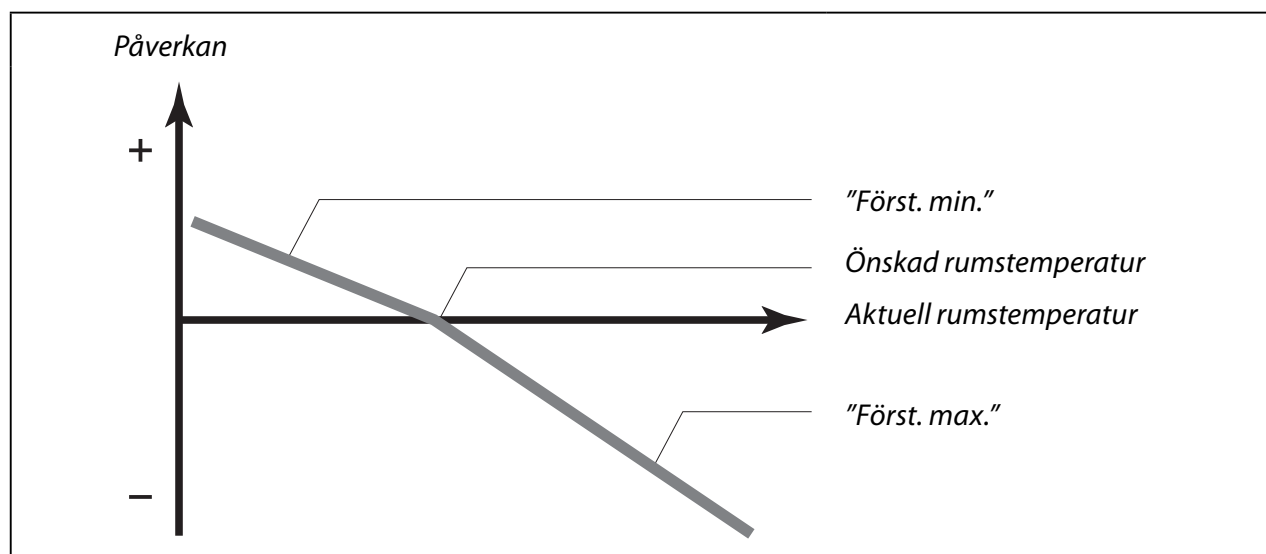 Påverkan
+
”Först. min.”
Önskad rumstemperatur
Aktuell rumstemperatur
”Först. max.”
–